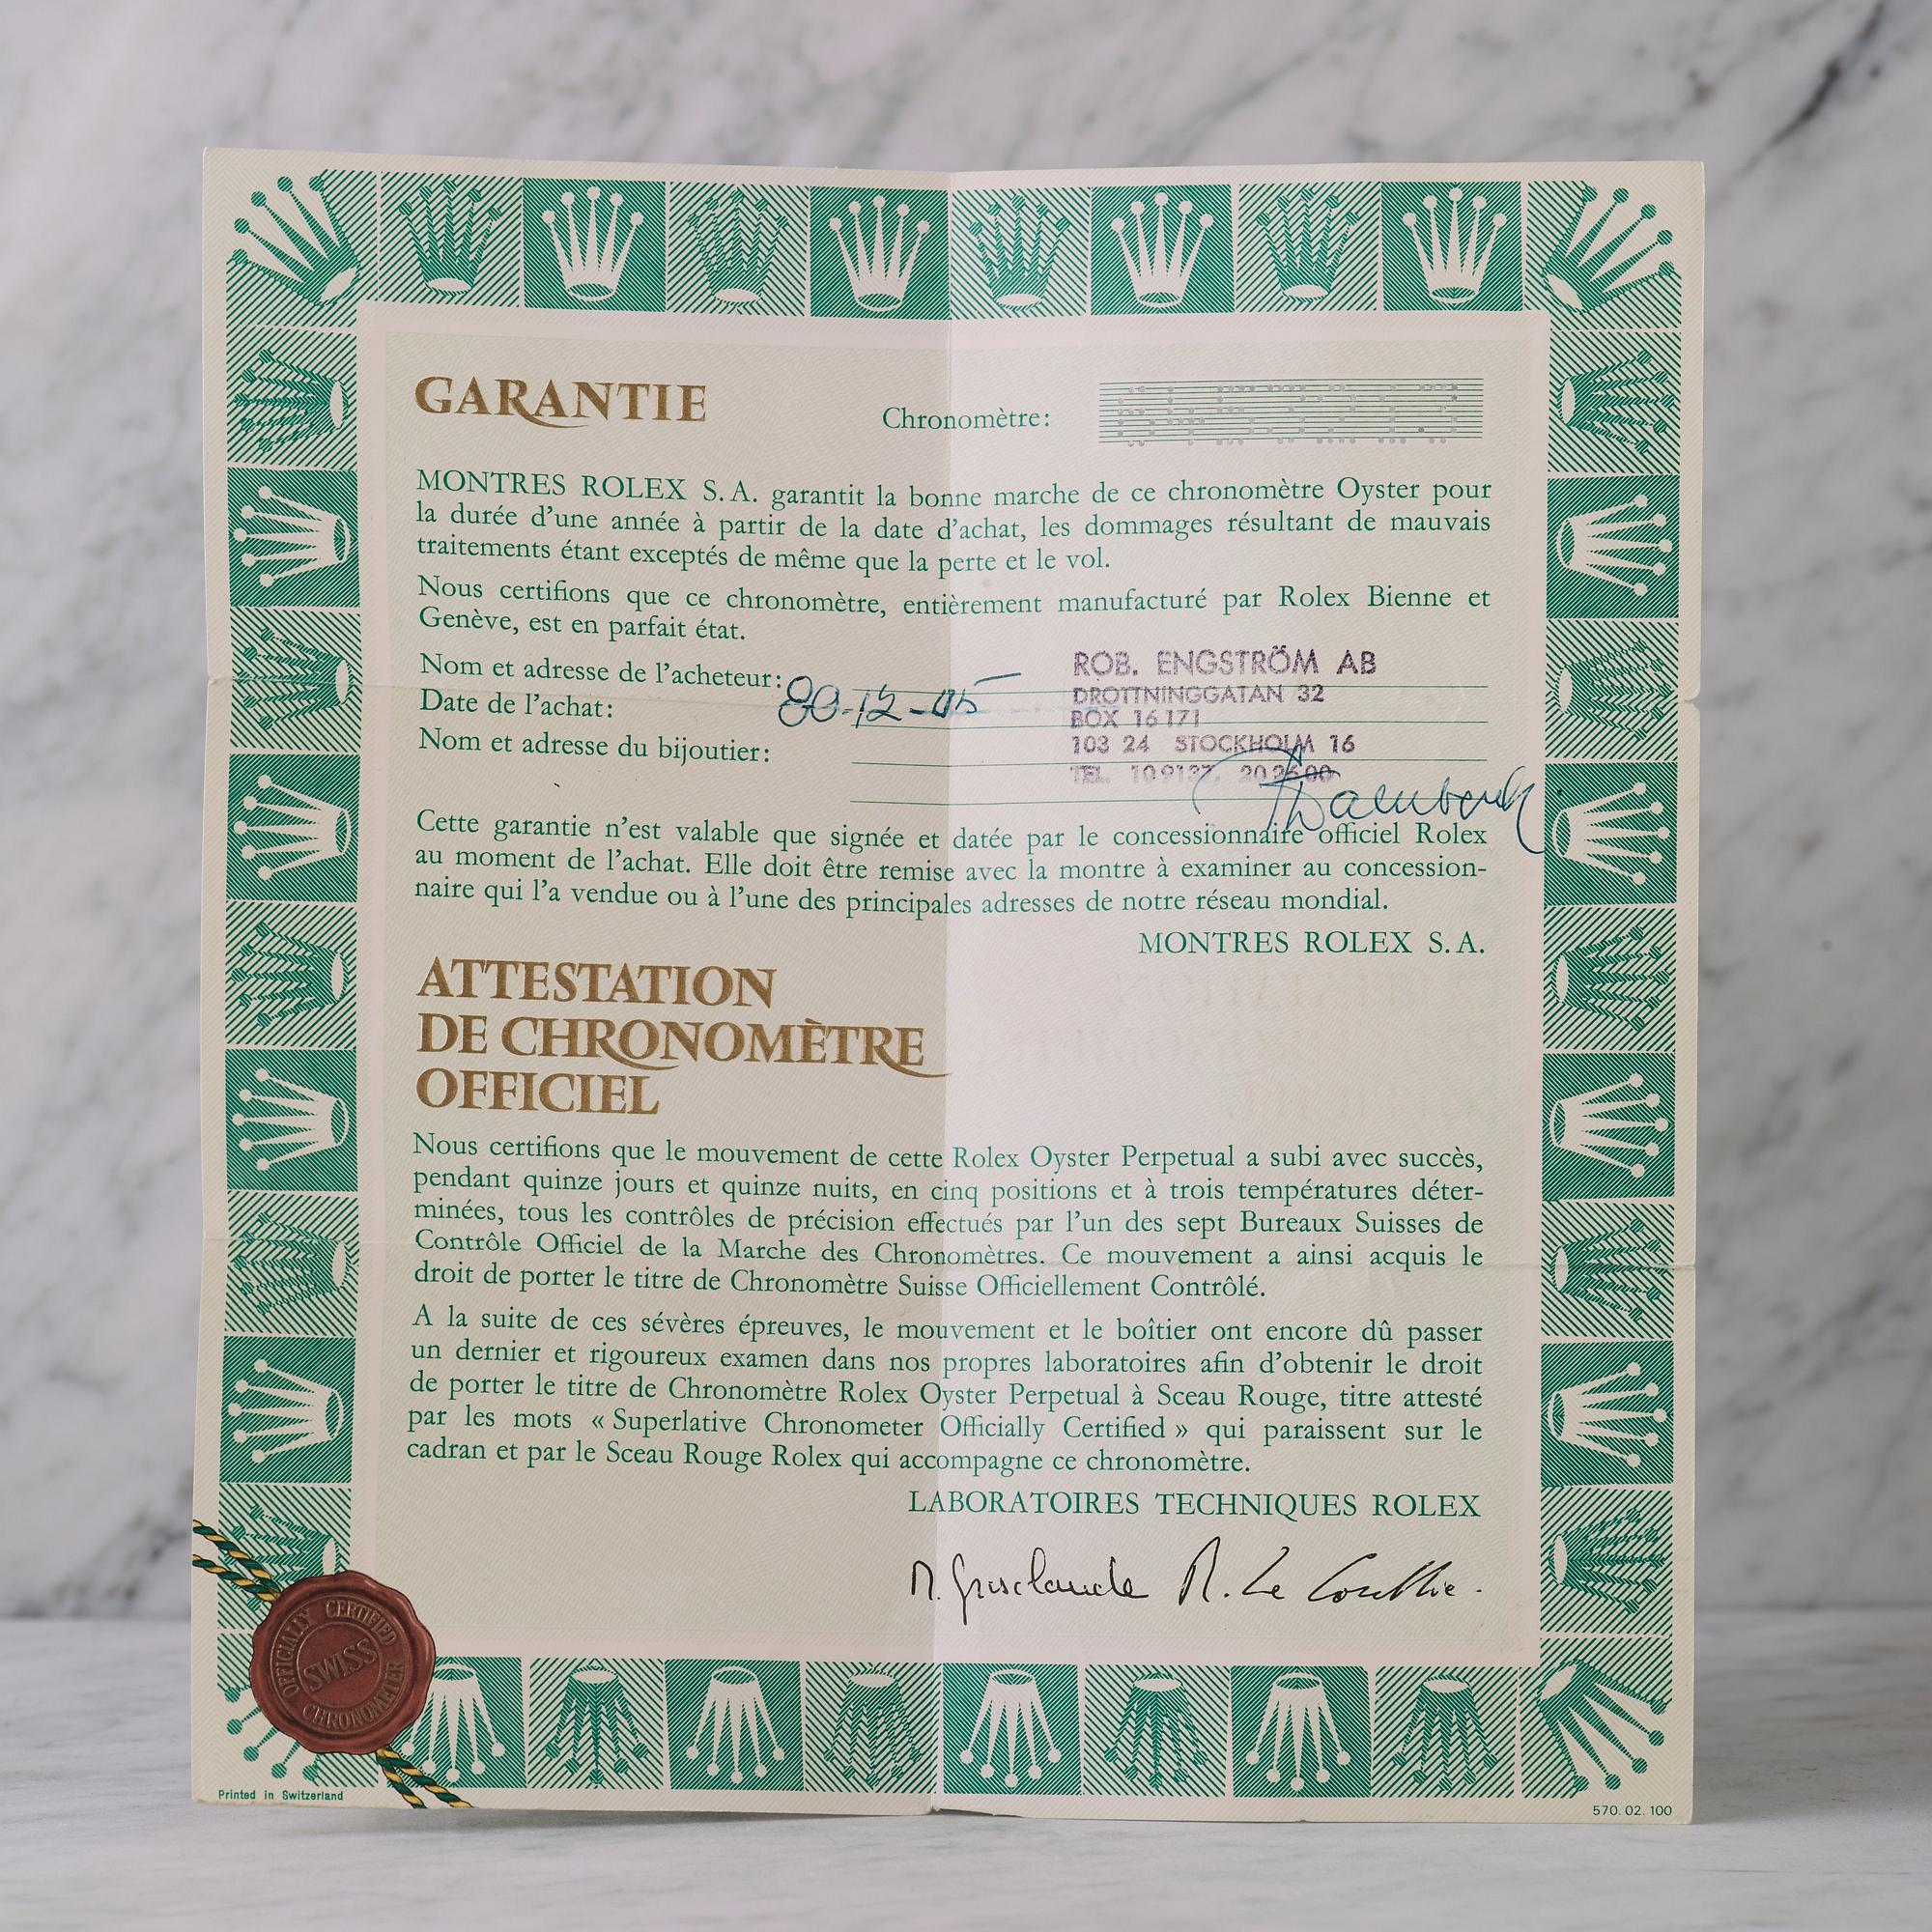 GARANTIE
Chronomètre:
MONTRES ROLEX S.A. garantit la bonne marche de ce chronomètre Oyster pour
la durée d'une année à partir de la date d'achat, les dommages résultant de mauvais
traitements étant exceptés de même que la perte et le vol.
Nous certifions que ce chronomètre, entièrement manufacturé par Rolex Bienne et
Genève, est en parfait état.
Nom et adresse de l'acheteur:
Date de l'achat: 80-12-05
Nom et adresse du bijoutier:
ROB. ENGSTRÖM AB
DROTTNINGGATAN 32
BOX 16171
103 24 STOCKHOLM 16
TEL. 109137, 202600
Cette garantie n'est valable que signée et datée par le concessionnaire officiel Rolex
au moment de l'achat. Elle doit être remise avec la montre à examiner au concession-
naire qui l'a vendue ou à l'une des principales adresses de notre réseau mondial.
MONTRES ROLEX S.A.
ATTESTATION
DE CHRONOMÈTRE
OFFICIEL
Nous certifions que le mouvement de cette Rolex Oyster Perpetual a subi avec succès,
pendant quinze jours et quinze nuits, en cinq positions et à trois températures déter-
minées, tous les contrôles de précision effectués par l'un des sept Bureaux Suisses de
Contrôle Officiel de la Marche des Chronomètres. Ce mouvement a ainsi acquis le
droit de porter le titre de Chronomètre Suisse Officiellement Contrôlé.
A la suite de ces sévères épreuves, le mouvement et le boîtier ont encore dû passer
un dernier et rigoureux examen dans nos propres laboratoires afin d'obtenir le droit
de porter le titre de Chronomètre Rolex Oyster Perpetual à Sceau Rouge, titre attesté
par les mots « Superlative Chronometer Officially Certified » qui paraissent sur le
cadran et par le Sceau Rouge Rolex qui accompagne ce chronomètre.
LABORATOIRES TECHNIQUES ROLEX
OFFICIALLY CERTIFIED
SWISS
CHRONOMETER
Printed in Switzerland
570.02.100